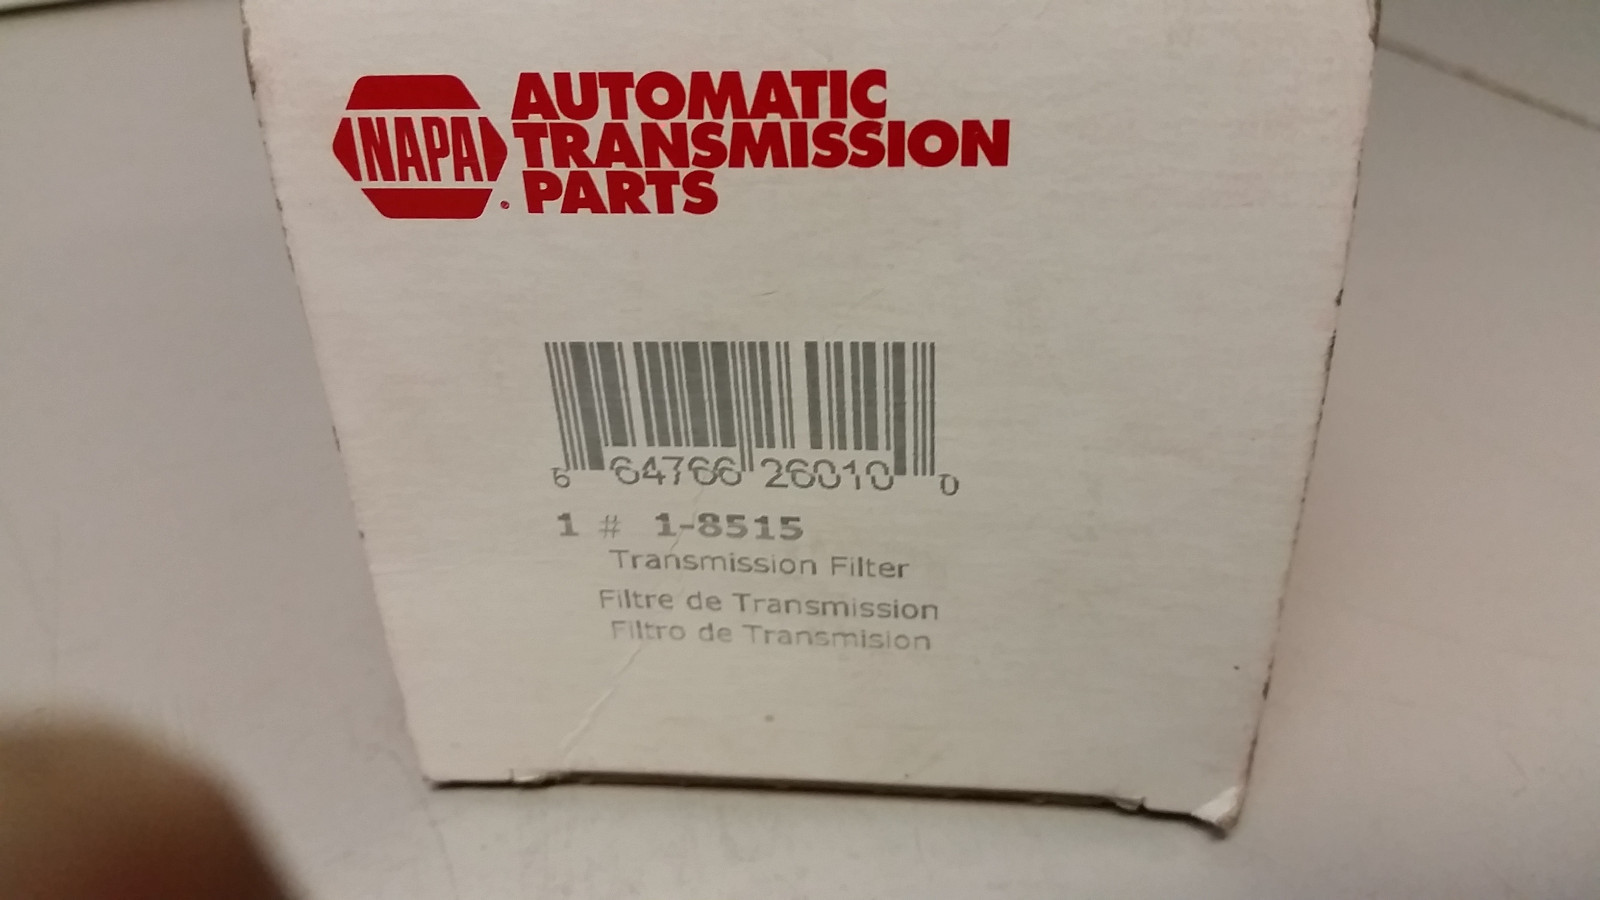 NAPA
AUTOMATIC
TRANSMISSION
PARTS
6 64766 26010 0
1 # 1-8515
Transmission Filter
Filtre de Transmission
Filtro de Transmision